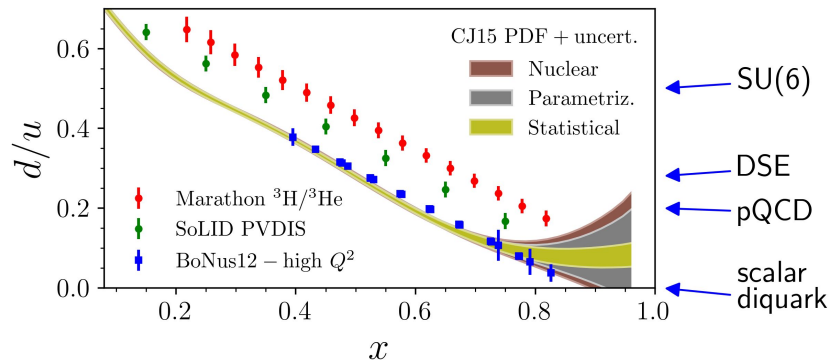 CJ15 PDF + uncert.
Nuclear
Parametriz.
Statistical
Marathon ³H/³He
SoLID PVDIS
BoNus12 − high Q²
d/u
0.6
0.4
0.2
0.0
0.2
0.4
0.6
0.8
1.0
x
SU(6)
DSE
pQCD
scalar
diquark